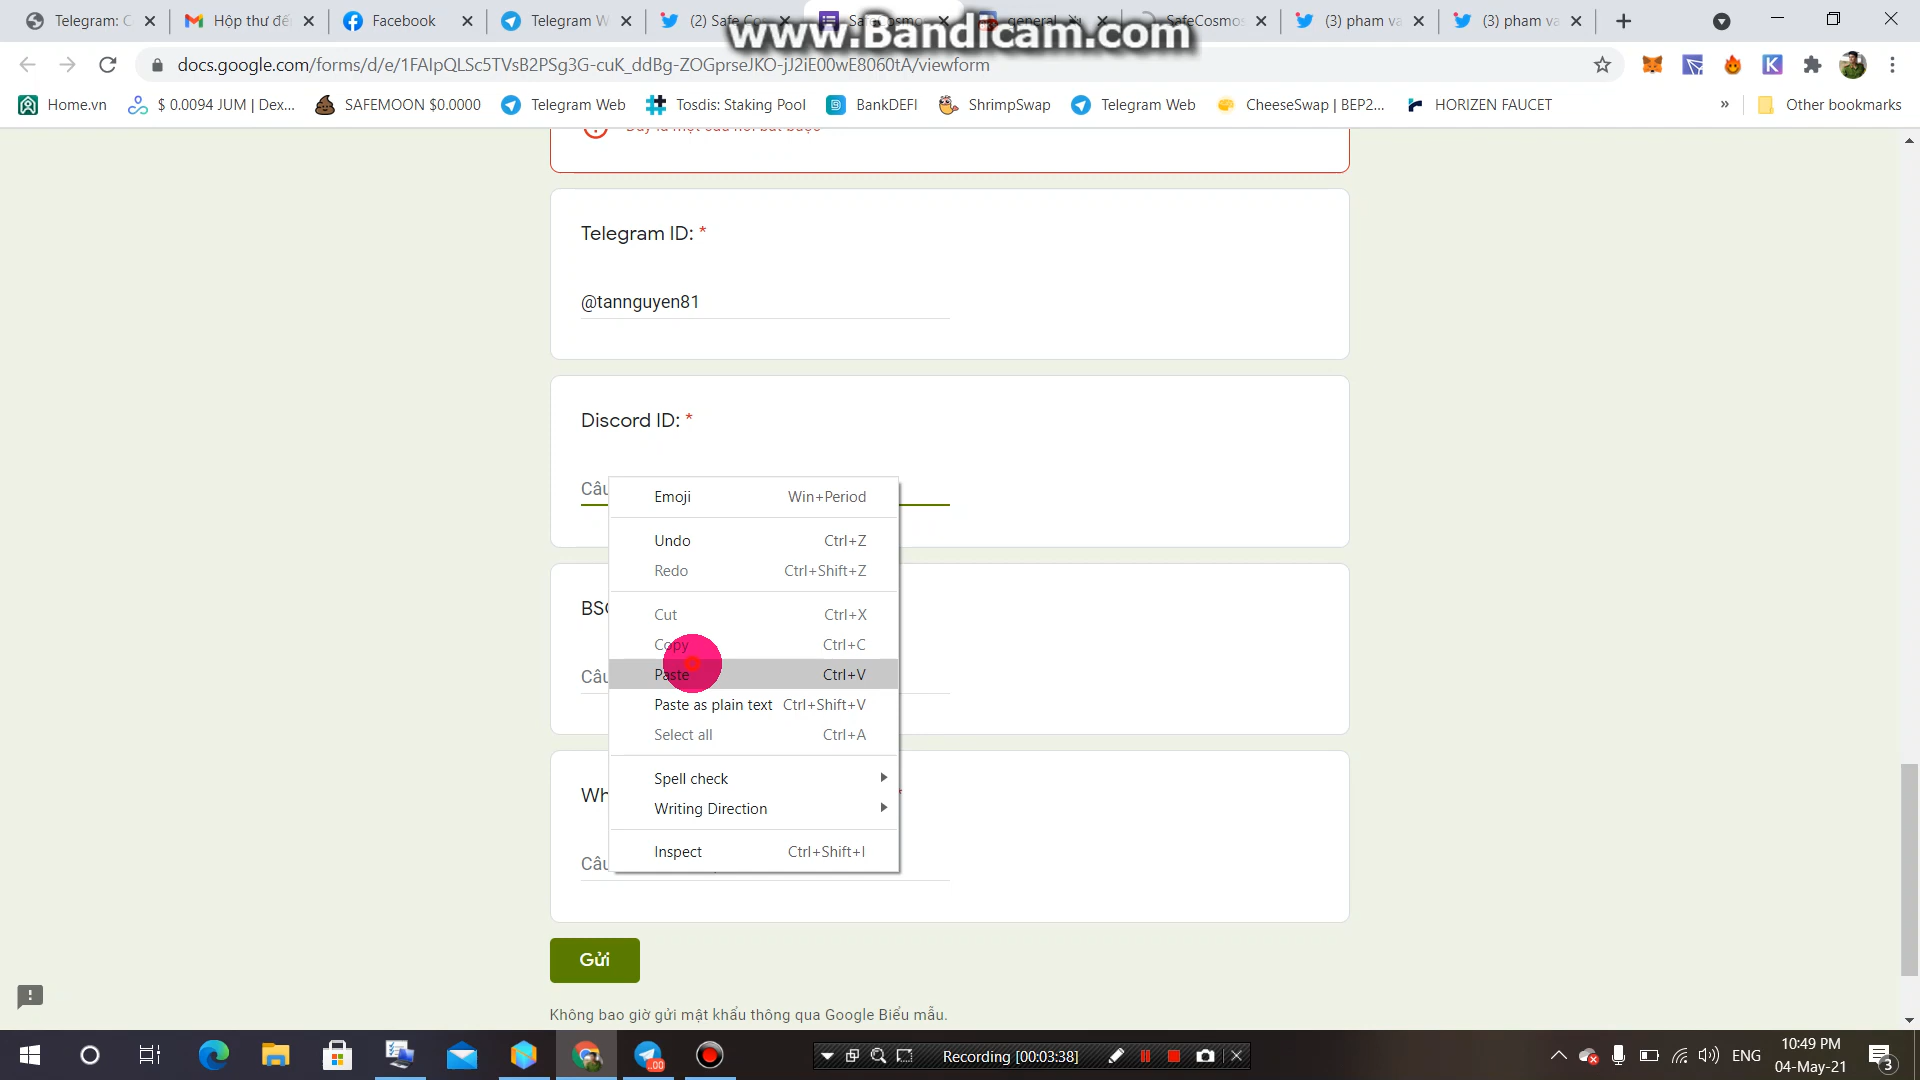 Telegram: C
Hộp thư đế
Facebook
Telegram W
(2) Safe Co
SafeCosmo
general
SafeCosmos
(3) pham va
(3) pham va
www.Bandicam.com
docs.google.com/forms/d/e/1FAIpQLSc5TVsB2PSg3G-cuK_ddBg-ZOGprseJKO-jJ2iE00wE8060tA/viewform
Home.vn
$ 0.0094 JUM | Dex...
SAFEMOON $0.0000
Telegram Web
Tosdis: Staking Pool
BankDEFI
ShrimpSwap
Telegram Web
CheeseSwap | BEP2...
HORIZEN FAUCET
»
Other bookmarks
Đây là một câu hỏi bắt buộc
Telegram ID: *
@tannguyen81
Discord ID: *
Câu
Emoji Win+Period
Undo Ctrl+Z
Redo Ctrl+Shift+Z
BSC
Cut Ctrl+X
Copy Ctrl+C
Câu
Paste Ctrl+V
Paste as plain text Ctrl+Shift+V
Select all Ctrl+A
Spell check
Wh
*
Writing Direction
Inspect Ctrl+Shift+I
Câu
Gửi
Không bao giờ gửi mật khẩu thông qua Google Biểu mẫu.
.00
Recording [00:03:38]
ENG
10:49 PM
04-May-21
3